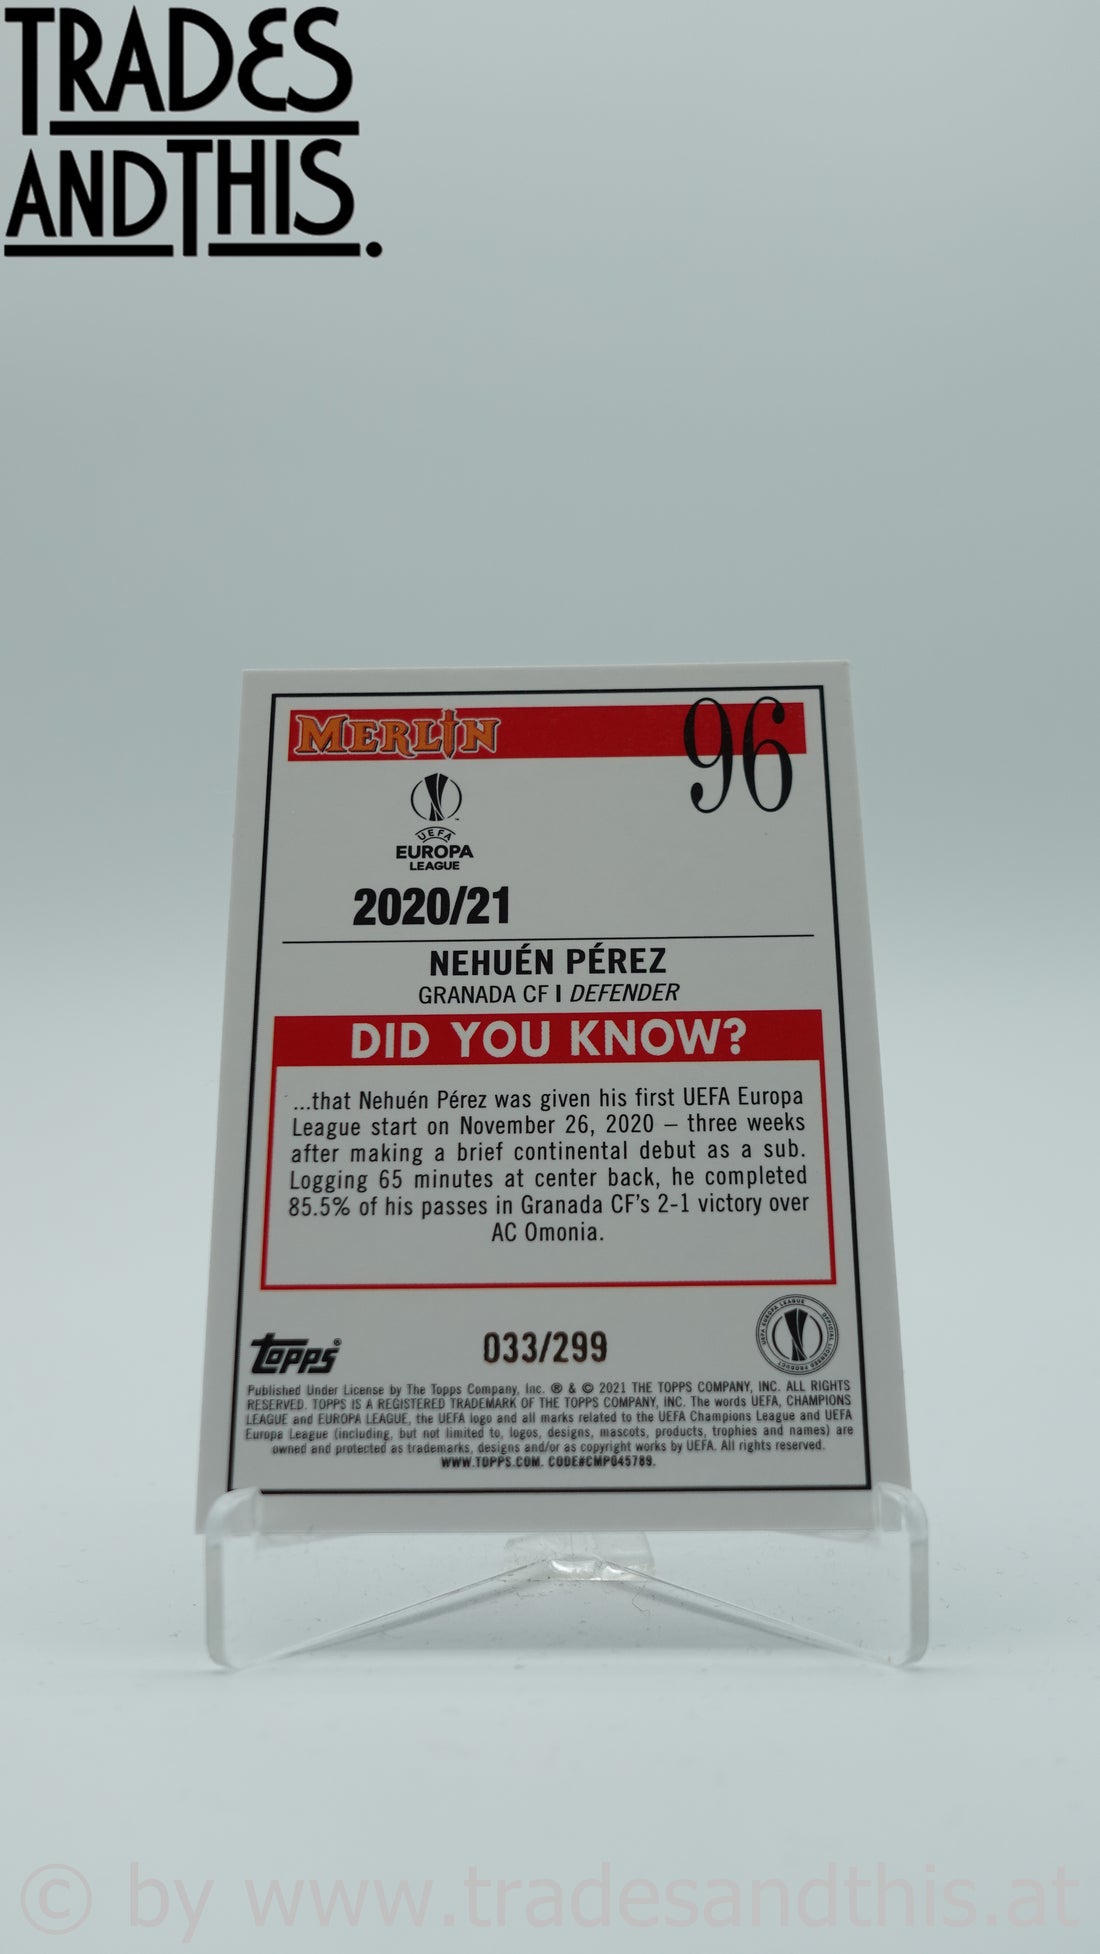 TRADES
ANDTHIS.
MERLIN
96
UEFA
EUROPA
LEAGUE
2020/21
NEHUÉN PÉREZ
GRANADA CF I DEFENDER
DID YOU KNOW?
...that Nehuén Pérez was given his first UEFA Europa
League start on November 26, 2020 – three weeks
after making a brief continental debut as a sub.
Logging 65 minutes at center back, he completed
85.5% of his passes in Granada CF's 2-1 victory over
AC Omonia.
topps®
033/299
UEFA EUROPA LEAGUE OFFICIAL LICENSED PRODUCT
Published Under License by The Topps Company, Inc. ® & © 2021 THE TOPPS COMPANY, INC. ALL RIGHTS
RESERVED. TOPPS IS A REGISTERED TRADEMARK OF THE TOPPS COMPANY, INC. The words UEFA, CHAMPIONS
LEAGUE and EUROPA LEAGUE, the UEFA logo and all marks related to the UEFA Champions League and UEFA
Europa League (including, but not limited to, logos, designs, mascots, products, trophies and names) are
owned and protected as trademarks, designs and/or as copyright works by UEFA. All rights reserved.
WWW.TOPPS.COM. CODE#CMP045789.
© by www.tradesandthis.at